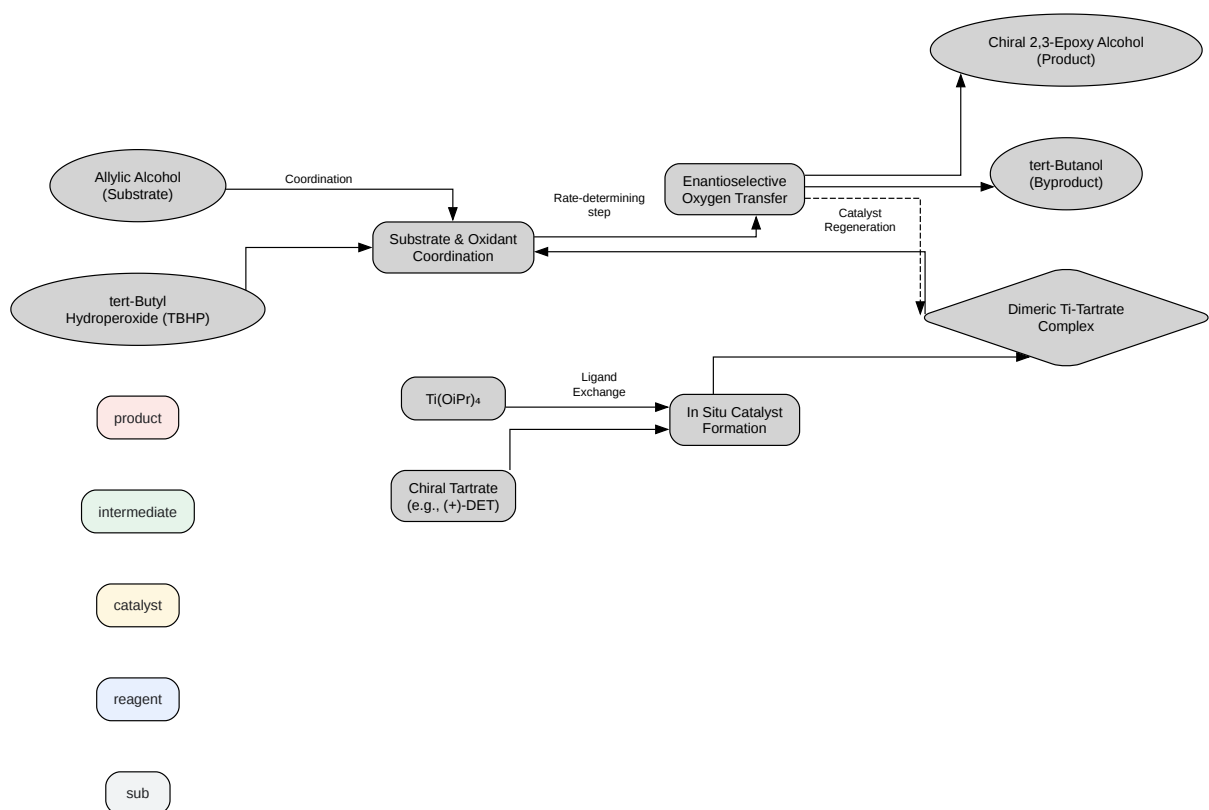 Chiral 2,3-Epoxy Alcohol
(Product)
Allylic Alcohol
(Substrate)
Coordination
Enantioselective
Oxygen Transfer
tert-Butanol
(Byproduct)
Rate-determining
step
Catalyst
Regeneration
Substrate & Oxidant
Coordination
tert-Butyl
Hydroperoxide (TBHP)
Dimeric Ti-Tartrate
Complex
Ti(OiPr)₄
Ligand
Exchange
In Situ Catalyst
Formation
Chiral Tartrate
(e.g., (+)-DET)
product
intermediate
catalyst
reagent
sub